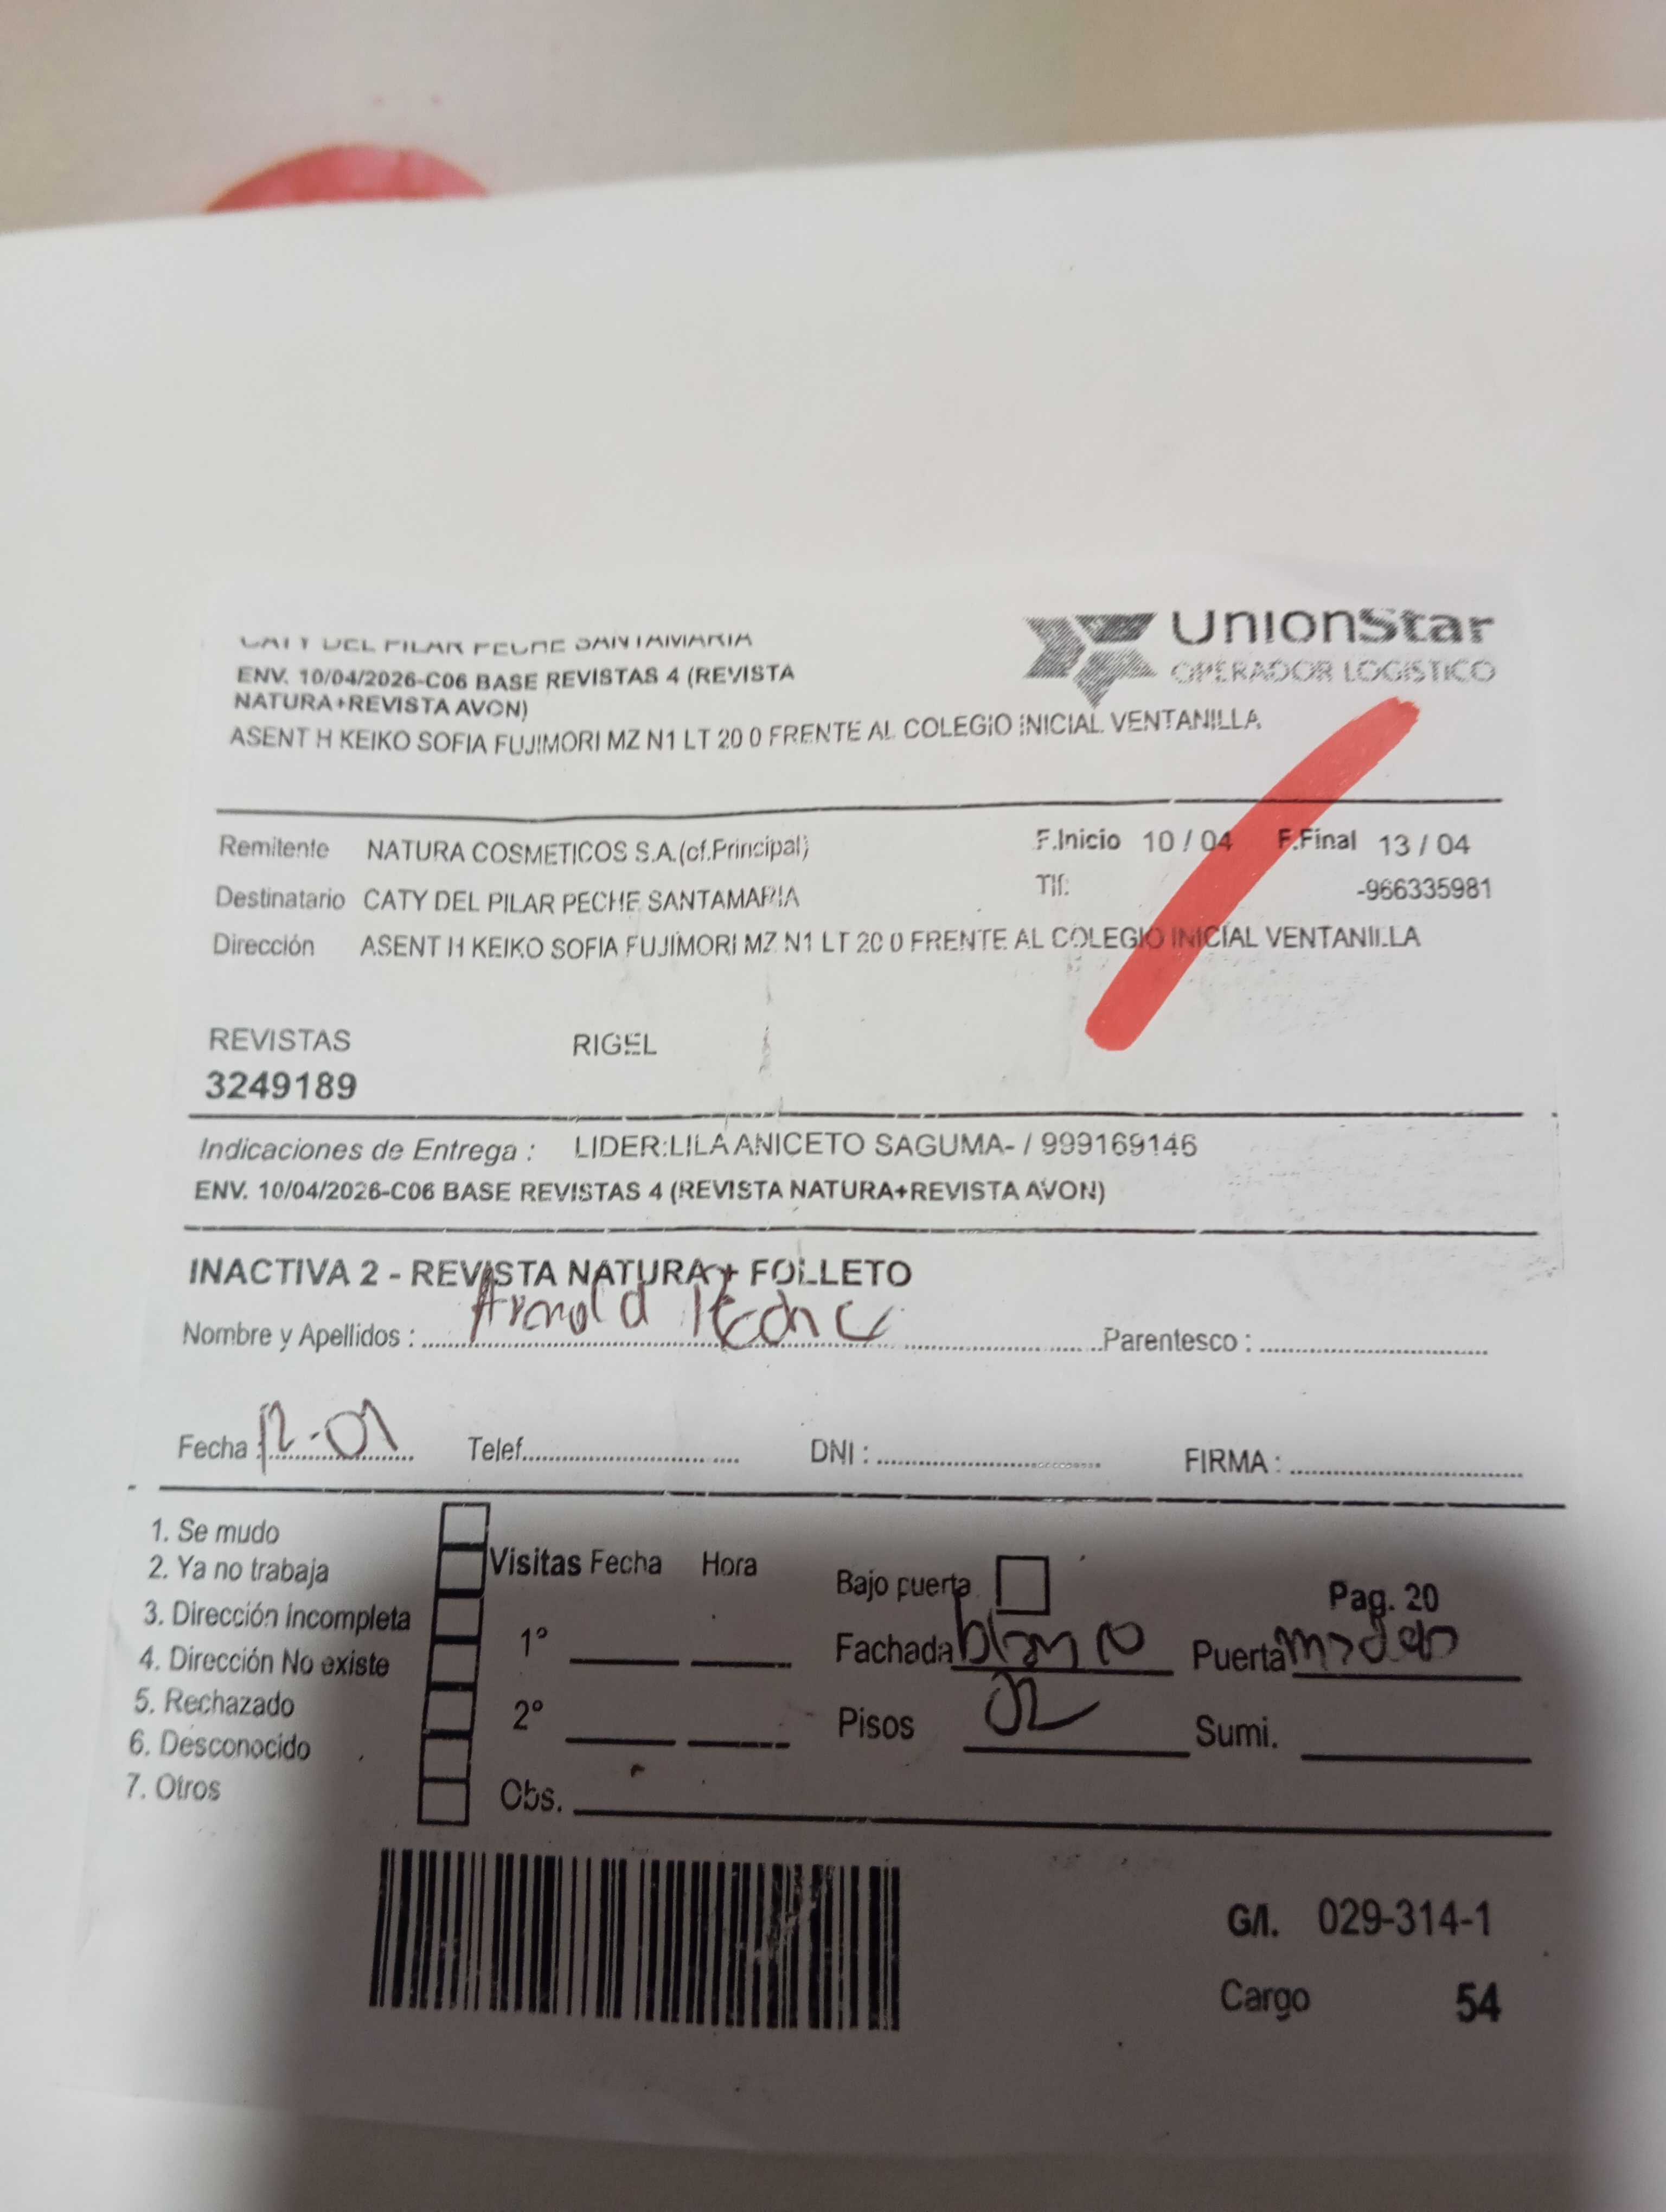 CATY DEL PILAR PECHE SANTAMARIA
UnionStar
OPERADOR LOGISTICO
ENV. 10/04/2026-C06 BASE REVISTAS 4 (REVISTA
NATURA+REVISTA AVON)
ASENT H KEIKO SOFIA FUJIMORI MZ N1 LT 20 0 FRENTE AL COLEGIO INICIAL VENTANILLA
Remitente NATURA COSMETICOS S.A.(of.Principal) F.Inicio 10 / 04 F.Final 13 / 04
Destinatario CATY DEL PILAR PECHE SANTAMARIA Tlf: -966335981
Dirección ASENT H KEIKO SOFIA FUJIMORI MZ N1 LT 20 0 FRENTE AL COLEGIO INICIAL VENTANILLA
REVISTAS RIGEL
3249189
Indicaciones de Entrega : LIDER:LILA ANICETO SAGUMA- / 999169146
ENV. 10/04/2026-C06 BASE REVISTAS 4 (REVISTA NATURA+REVISTA AVON)
INACTIVA 2 - REVISTA NATURA + FOLLETO
Nombre y Apellidos : Arnold Parentesco :
Fecha : Telef. DNI : FIRMA :
1. Se mudo
2. Ya no trabaja
3. Dirección incompleta
4. Dirección No existe
5. Rechazado
6. Desconocido
7. Otros
Visitas Fecha Hora
1°
2°
Obs.
Bajo puerta
Pag. 20
Fachada blanco Puerta
Pisos 02 Sumi.
G/I. 029-314-1
Cargo 54